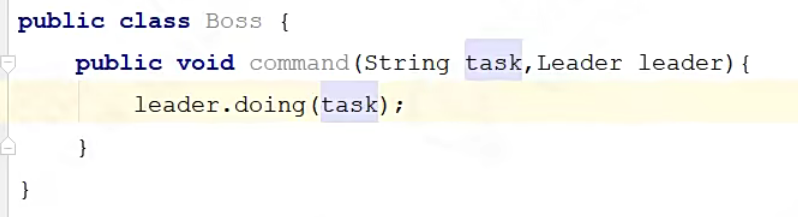 public class Boss {
    public void command(String task,Leader leader){
        leader.doing(task);
    }
}